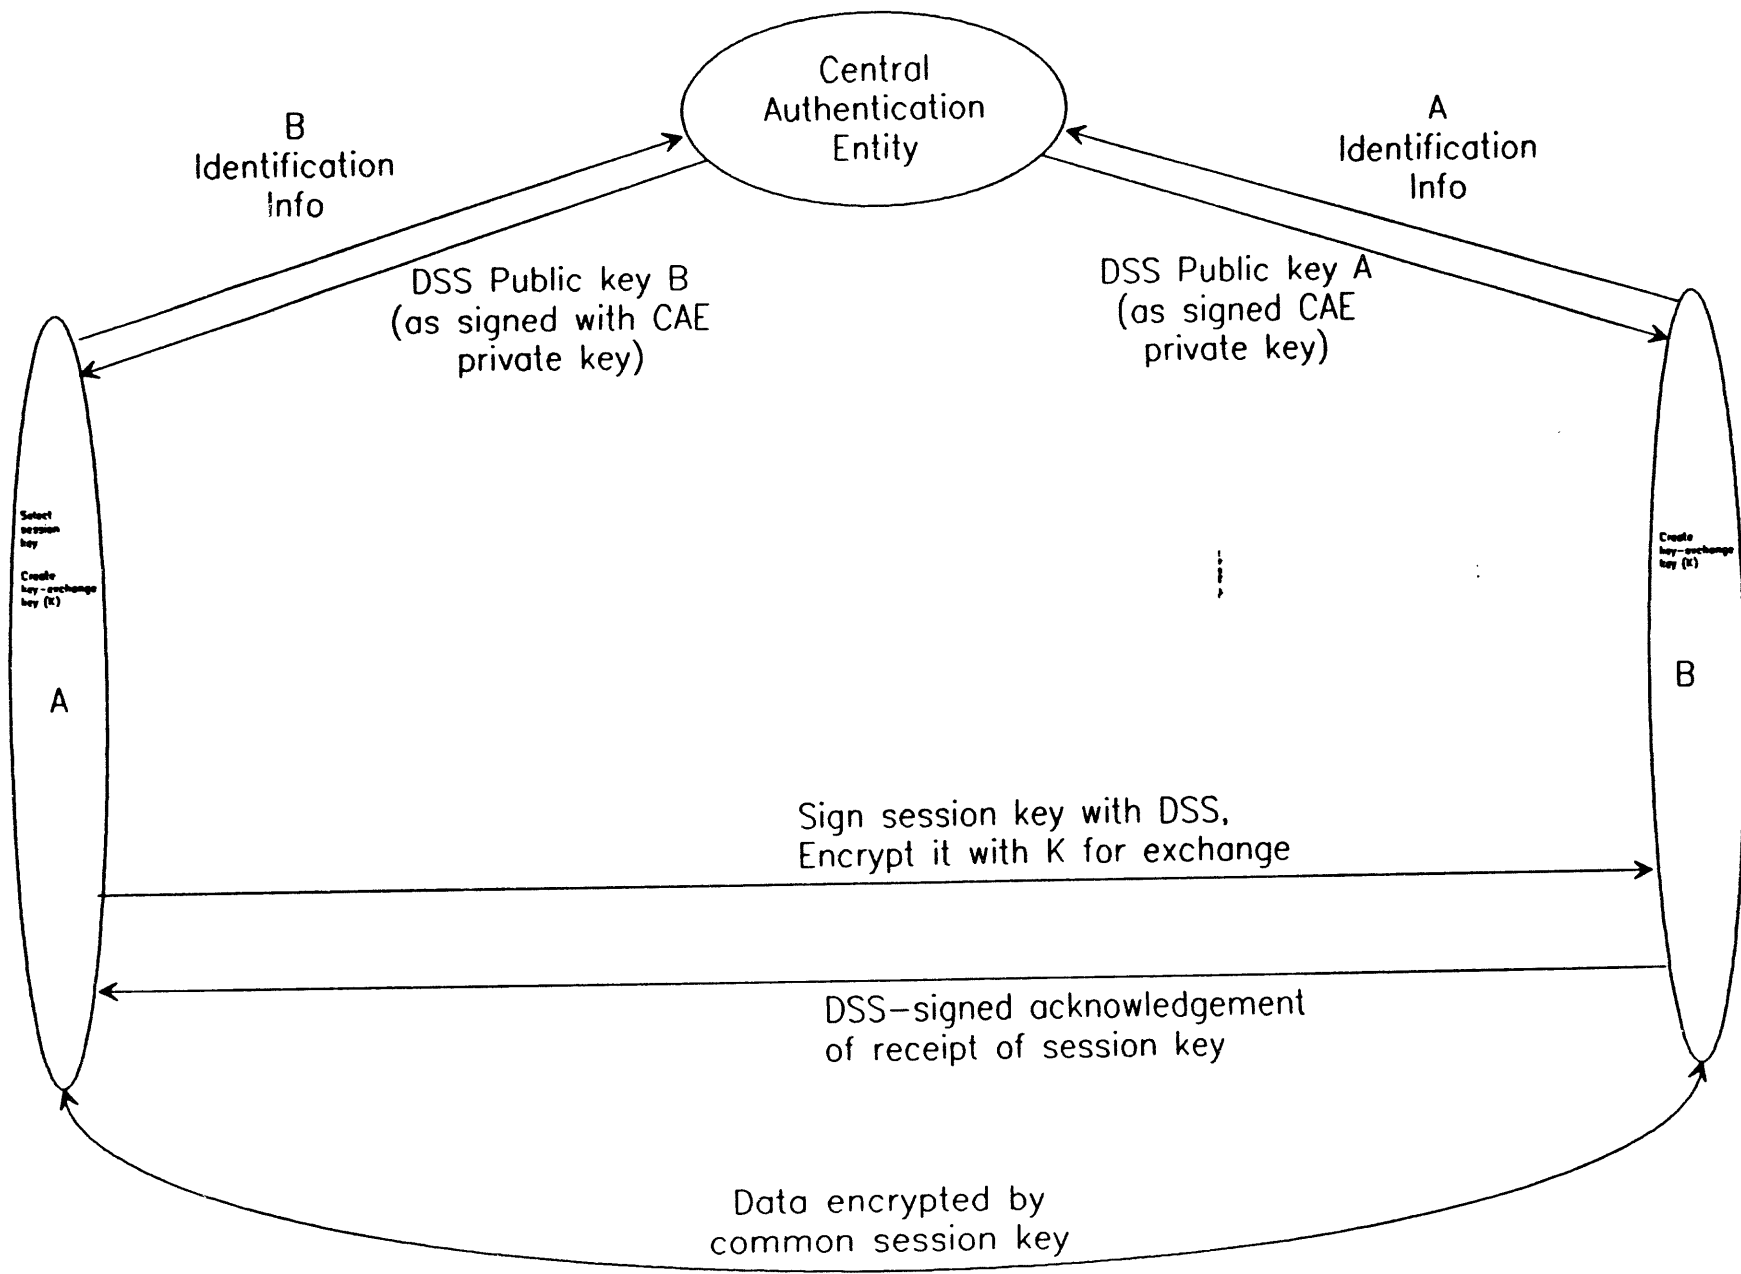 Central
Authentication
Entity
B
Identification
Info
A
Identification
Info
DSS Public key B
(as signed with CAE
private key)
DSS Public key A
(as signed CAE
private key)
Select
session
key
Create
key-exchange
key (K)
A
Create
key-exchange
key (K)
B
Sign session key with DSS,
Encrypt it with K for exchange
DSS-signed acknowledgement
of receipt of session key
Data encrypted by
common session key